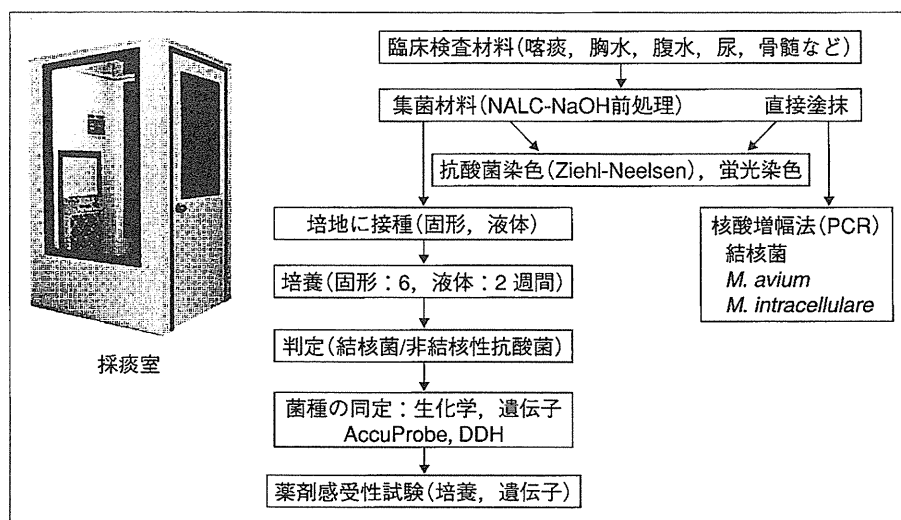 臨床検査材料(喀痰，胸水，腹水，尿，骨髄など)
集菌材料(NALC-NaOH前処理)　直接塗抹
抗酸菌染色(Ziehl-Neelsen)，蛍光染色
培地に接種(固形，液体)
培養(固形：6，液体：2週間)
判定(結核菌/非結核性抗酸菌)
菌種の同定：生化学，遺伝子
AccuProbe, DDH
薬剤感受性試験(培養，遺伝子)
核酸増幅法(PCR)
結核菌
M. avium
M. intracellulare
採痰室